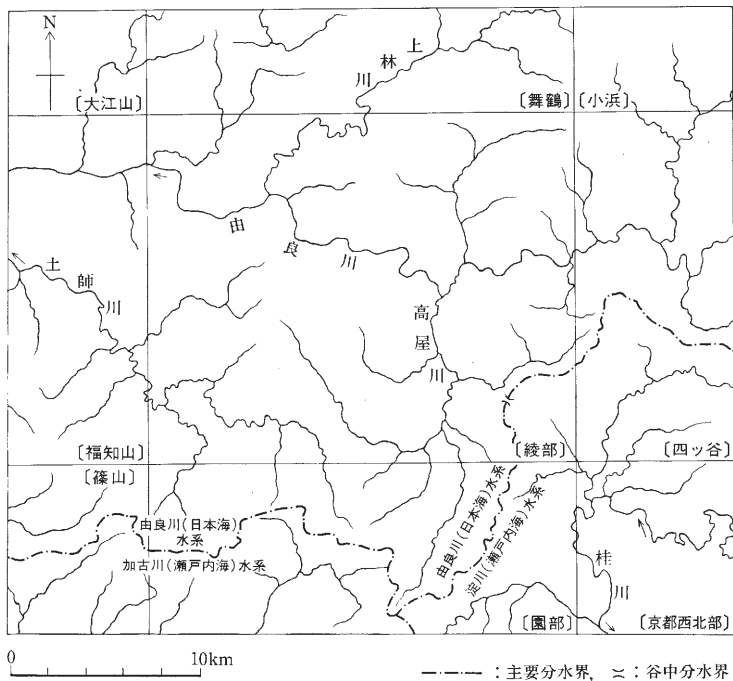 N
上
林
川
〔大江山〕
〔舞鶴〕
〔小浜〕
由
良
川
土
師
川
高
屋
川
〔福知山〕
〔綾部〕
〔四ッ谷〕
〔篠山〕
由良川(日本海)
水系
加古川(瀬戸内海)水系
由良川(日本海)水系
淀川(瀬戸内海)水系
桂
川
〔園部〕
〔京都西北部〕
0 10km
:主要分水界, :谷中分水界